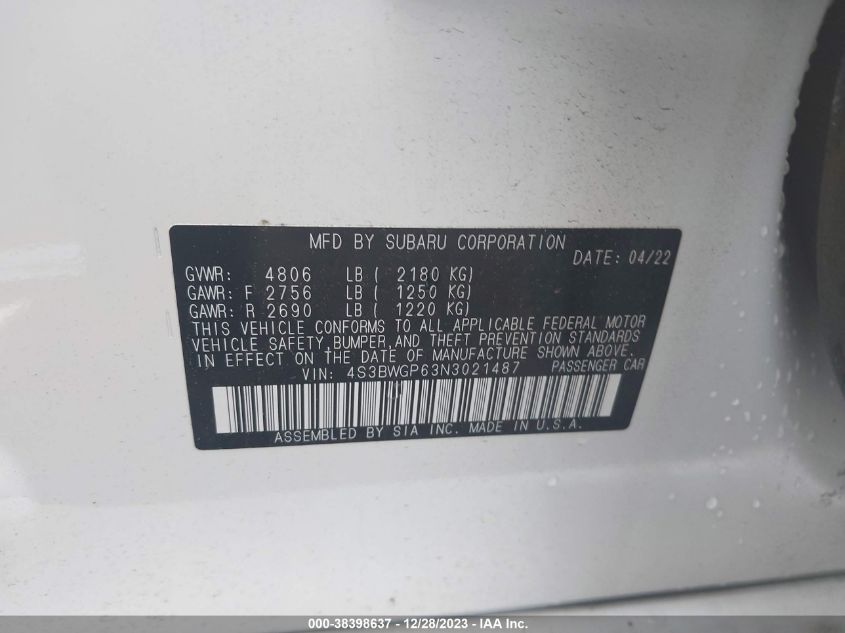 MFD BY SUBARU CORPORATION
DATE: 04/22
GVWR: 4806 LB ( 2180 KG)
GAWR: F 2756 LB ( 1250 KG)
GAWR: R 2690 LB ( 1220 KG)
THIS VEHICLE CONFORMS TO ALL APPLICABLE FEDERAL MOTOR
VEHICLE SAFETY,BUMPER,AND THEFT PREVENTION STANDARDS
IN EFFECT ON THE DATE OF MANUFACTURE SHOWN ABOVE.
VIN: 4S3BWGP63N3021487 PASSENGER CAR
ASSEMBLED BY SIA INC. MADE IN U.S.A.
000-38398637 - 12/28/2023 - IAA Inc.